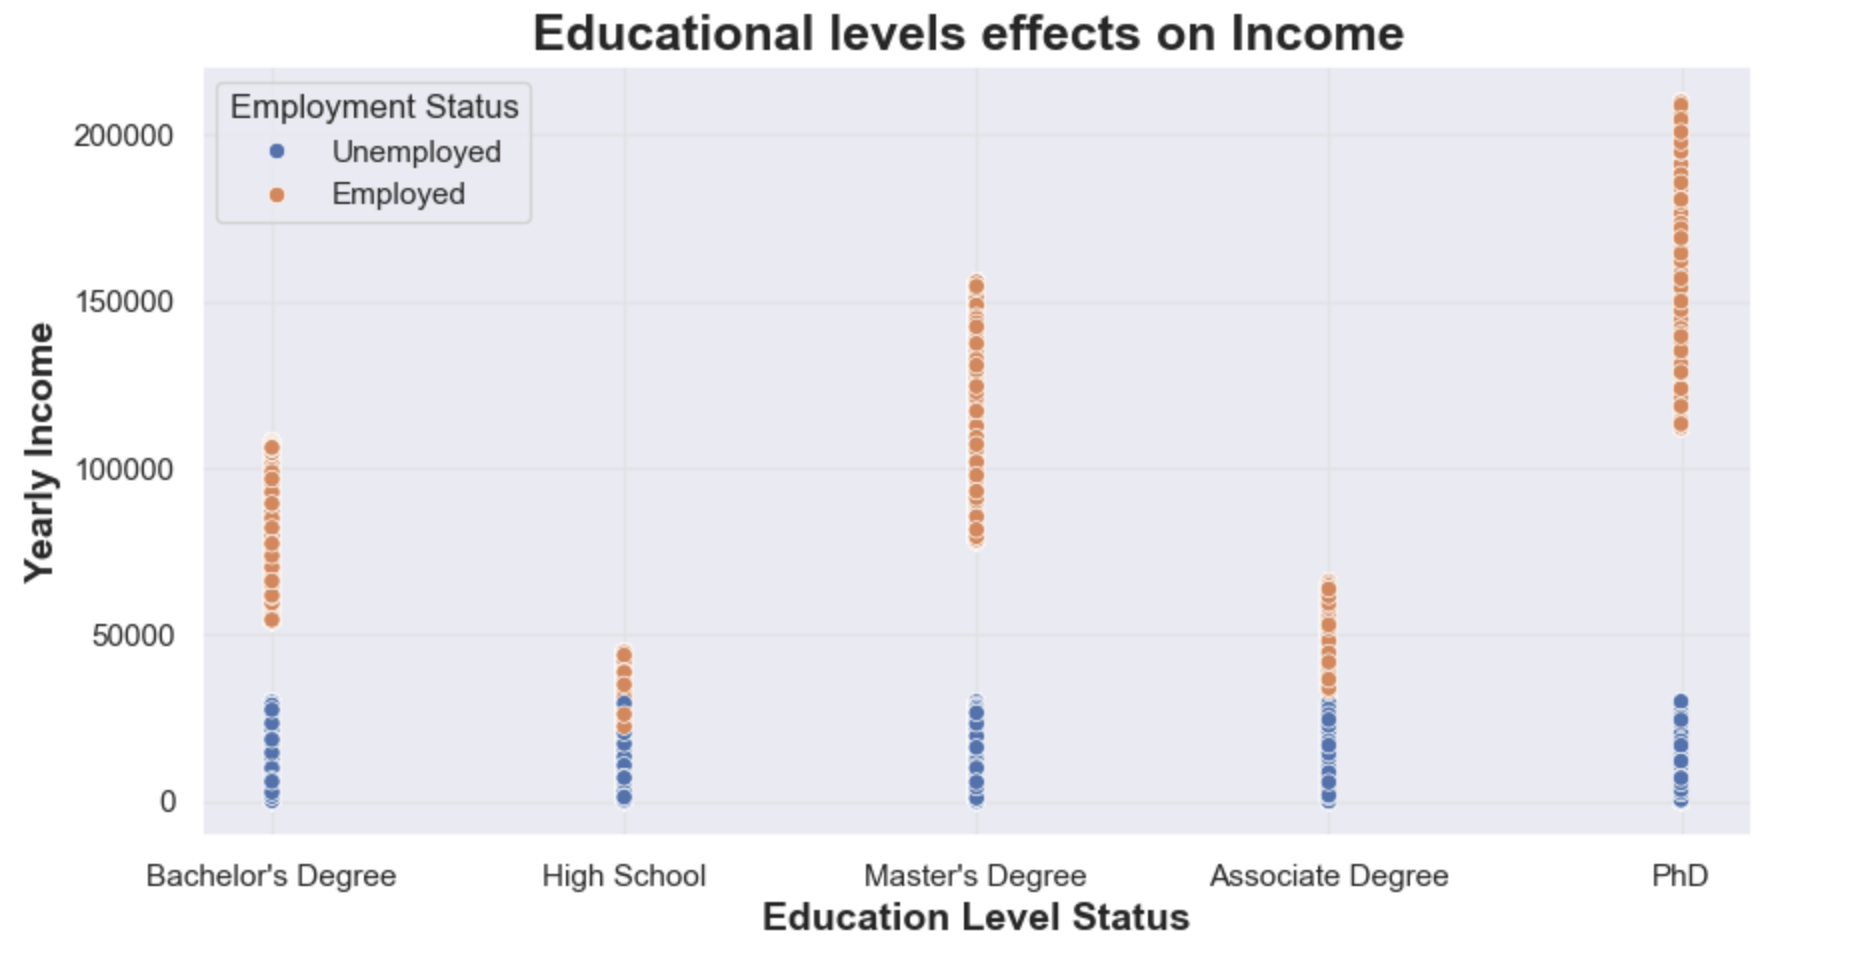 Educational levels effects on Income
Employment Status
Unemployed
Employed
Yearly Income
200000
150000
100000
50000
0
Bachelor's Degree
High School
Master's Degree
Associate Degree
PhD
Education Level Status